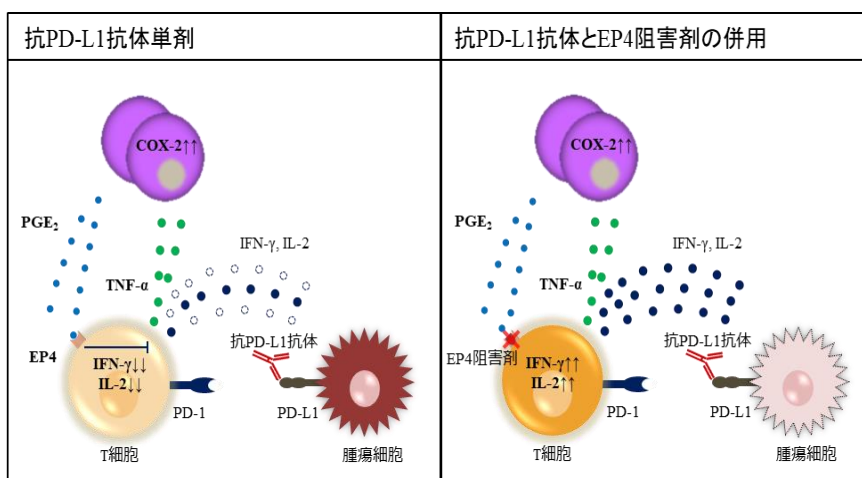 抗PD-L1抗体単剤
COX-2↑↑
PGE₂
IFN-γ, IL-2
TNF-α
抗PD-L1抗体
EP4
IFN-γ↓↓
IL-2↓↓
PD-1
PD-L1
T細胞
腫瘍細胞
抗PD-L1抗体とEP4阻害剤の併用
COX-2↑↑
PGE₂
IFN-γ, IL-2
TNF-α
抗PD-L1抗体
EP4阻害剤
IFN-γ↑↑
IL-2↑↑
PD-1
PD-L1
T細胞
腫瘍細胞